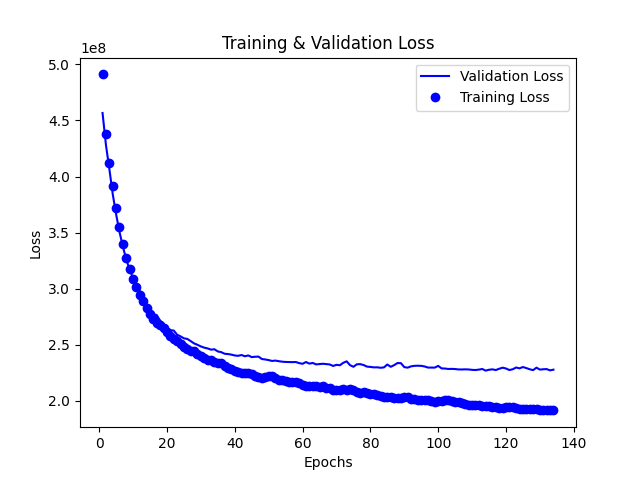 Training & Validation Loss
1e8
5.0
4.5
4.0
3.5
3.0
2.5
2.0
Loss
Validation Loss
Training Loss
0 20 40 60 80 100 120 140
Epochs